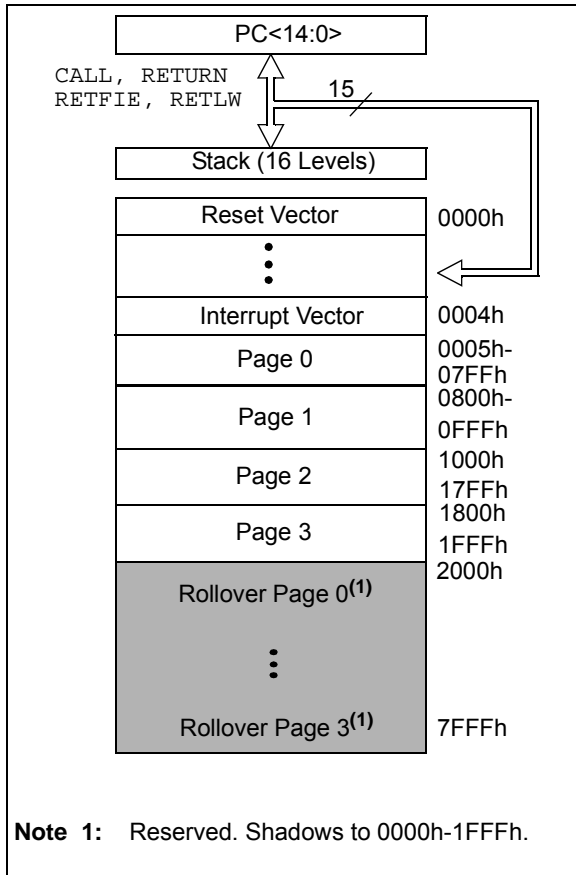 PC<14:0>
CALL, RETURN
RETFIE, RETLW
15
Stack (16 Levels)
Reset Vector
0000h
Interrupt Vector
0004h
Page 0
0005h-
07FFh
Page 1
0800h-
0FFFh
Page 2
1000h
17FFh
Page 3
1800h
1FFFh
Rollover Page 0(1)
2000h
Rollover Page 3(1)
7FFFh
Note 1: Reserved. Shadows to 0000h-1FFFh.